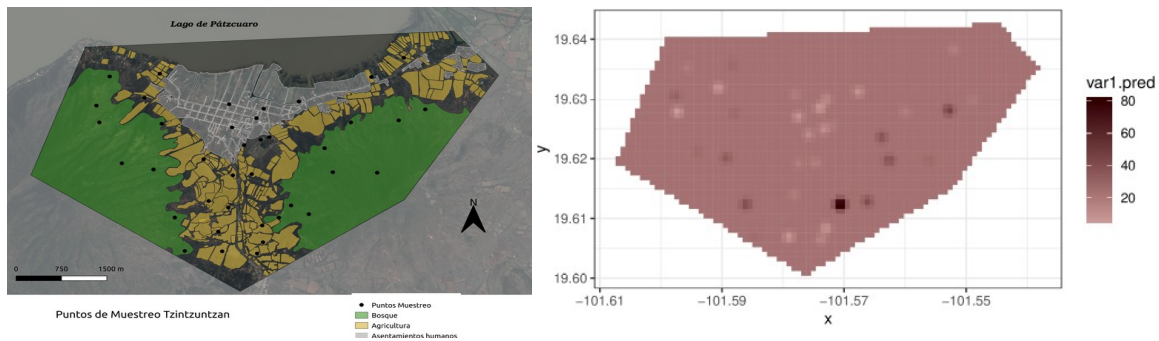 Lago de Pátzcuaro
N
0 750 1500 m
Puntos de Muestreo Tzintzuntzan
Puntos Muestreo
Bosque
Agricultura
Asentamientos humanos
19.64
19.63
19.62
19.61
19.60
y
−101.61 −101.59 −101.57 −101.55
x
var1.pred
80
60
40
20